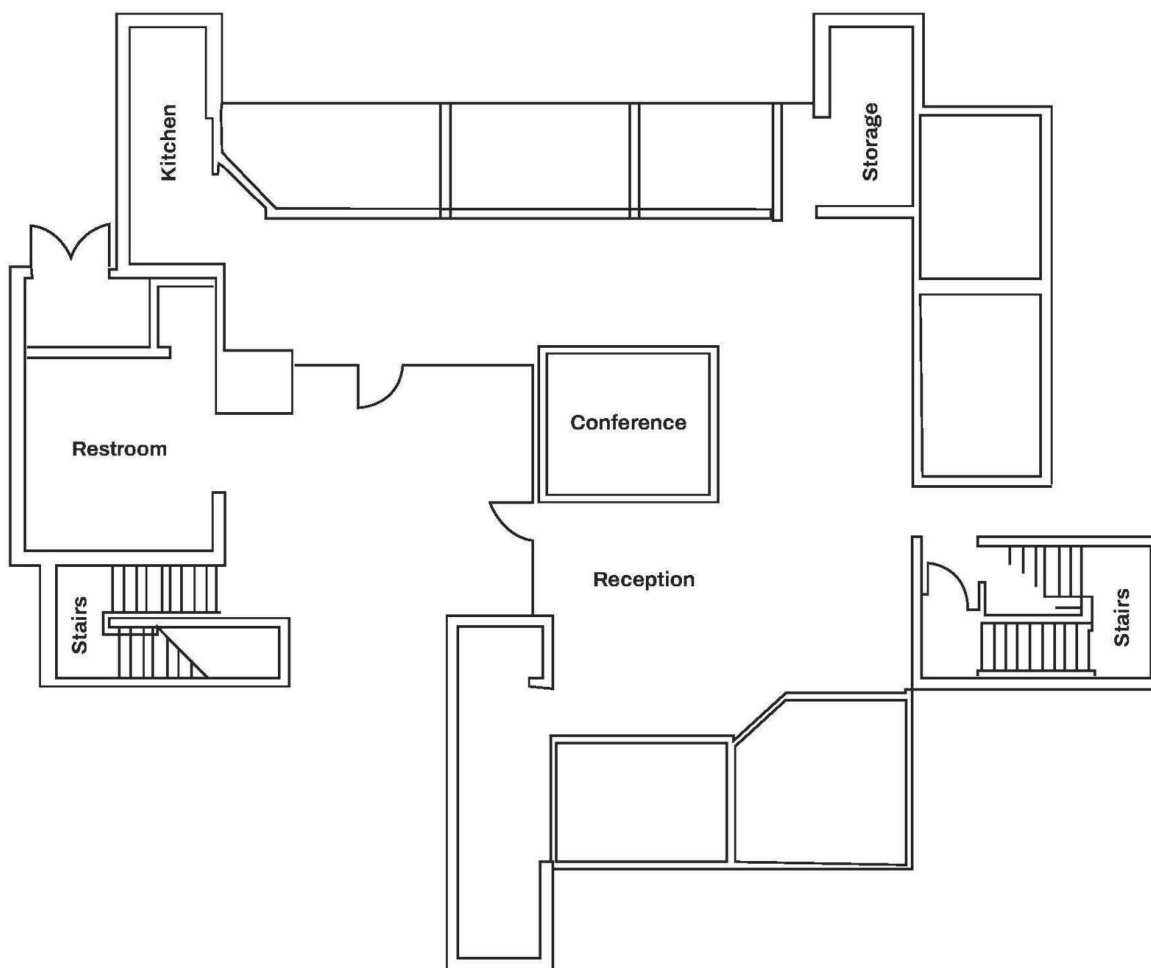 Kitchen
Storage
Conference
Restroom
Reception
Stairs
Stairs